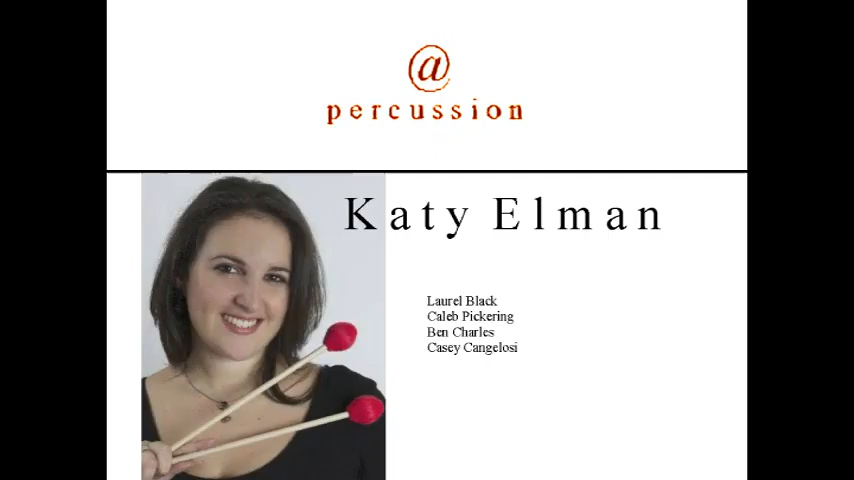 @
percussion
Katy Elman
Laurel Black
Caleb Pickering
Ben Charles
Casey Cangelosi